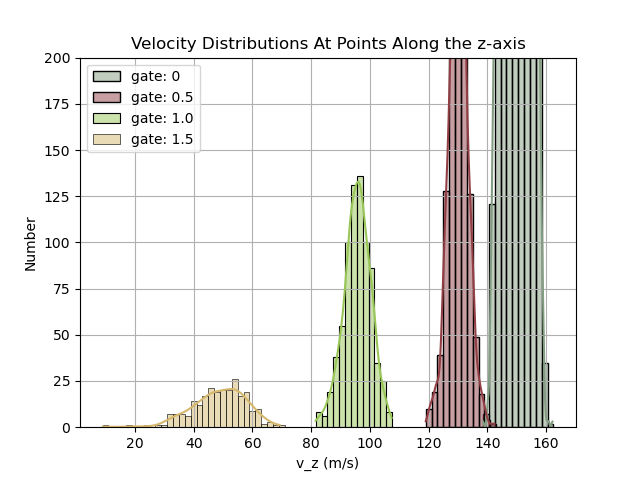 Velocity Distributions At Points Along the z-axis
200
175
150
125
100
75
50
25
0
Number
gate: 0
gate: 0.5
gate: 1.0
gate: 1.5
20 40 60 80 100 120 140 160
v_z (m/s)